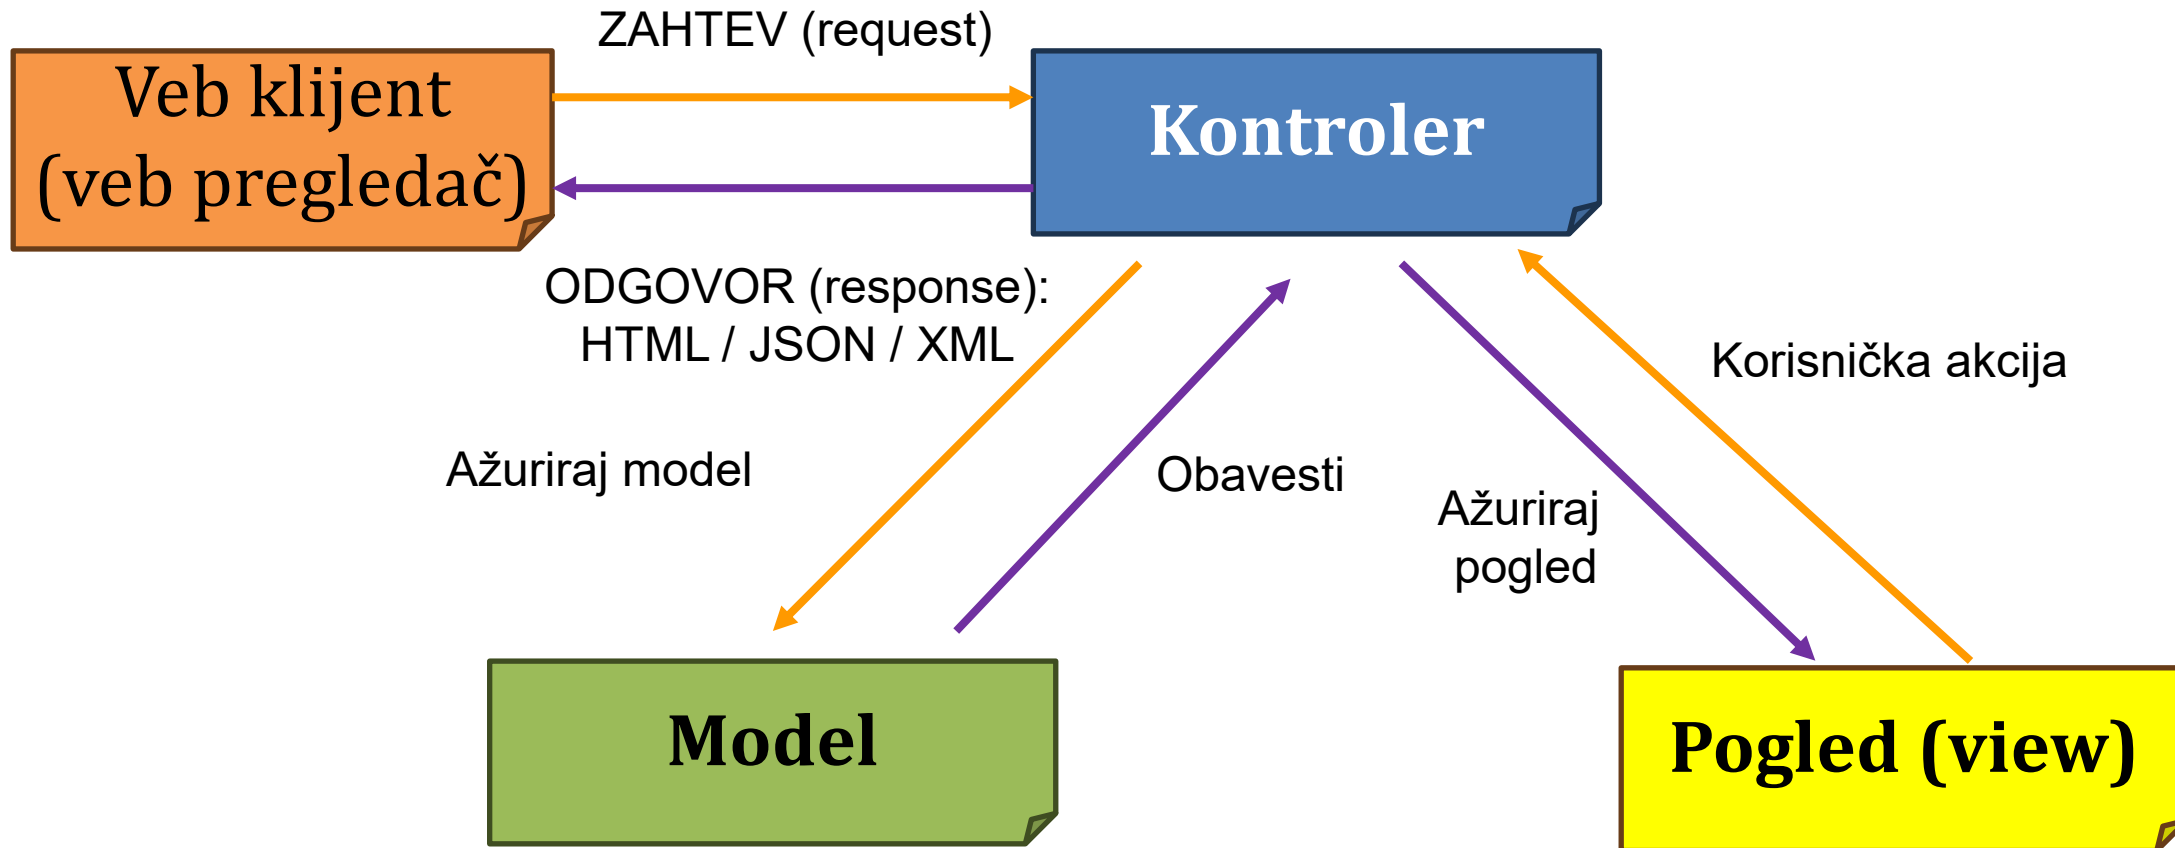 ZAHTEV (request)
Veb klijent
(veb pregledač)
Kontroler
ODGOVOR (response):
HTML / JSON / XML
Korisnička akcija
Ažuriraj model
Obavesti
Ažuriraj
pogled
Model
Pogled (view)